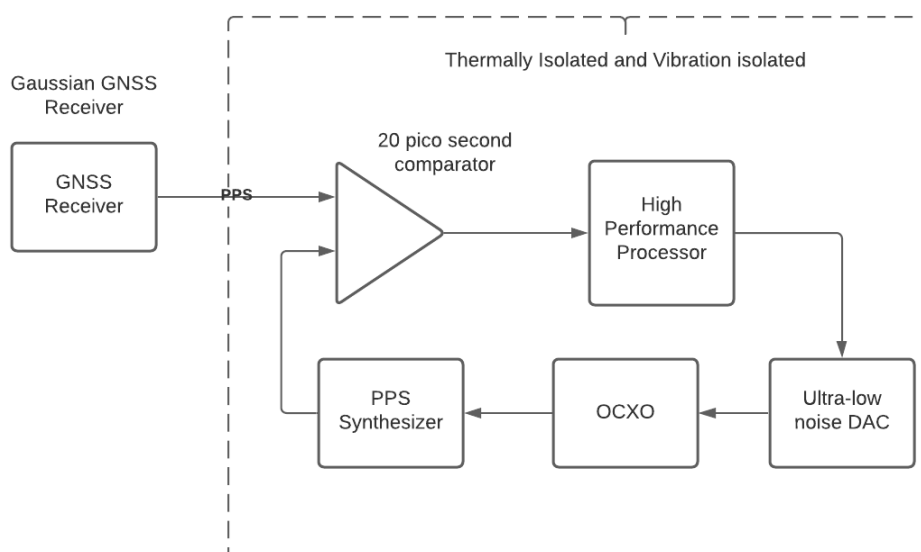 Thermally Isolated and Vibration isolated
Gaussian GNSS
Receiver
GNSS
Receiver
PPS
20 pico second
comparator
High
Performance
Processor
PPS
Synthesizer
OCXO
Ultra-low
noise DAC